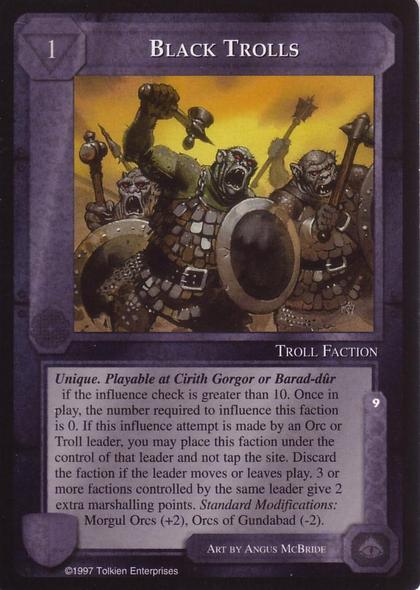 1
BLACK TROLLS
TROLL FACTION
Unique. Playable at Cirith Gorgor or Barad-dûr
if the influence check is greater than 10. Once in
play, the number required to influence this faction
is 0. If this influence attempt is made by an Orc or
Troll leader, you may place this faction under the
control of that leader and not tap the site. Discard
the faction if the leader moves or leaves play. 3 or
more factions controlled by the same leader give 2
extra marshalling points. Standard Modifications:
Morgul Orcs (+2), Orcs of Gundabad (-2).
9
ART BY ANGUS MCBRIDE
©1997 Tolkien Enterprises